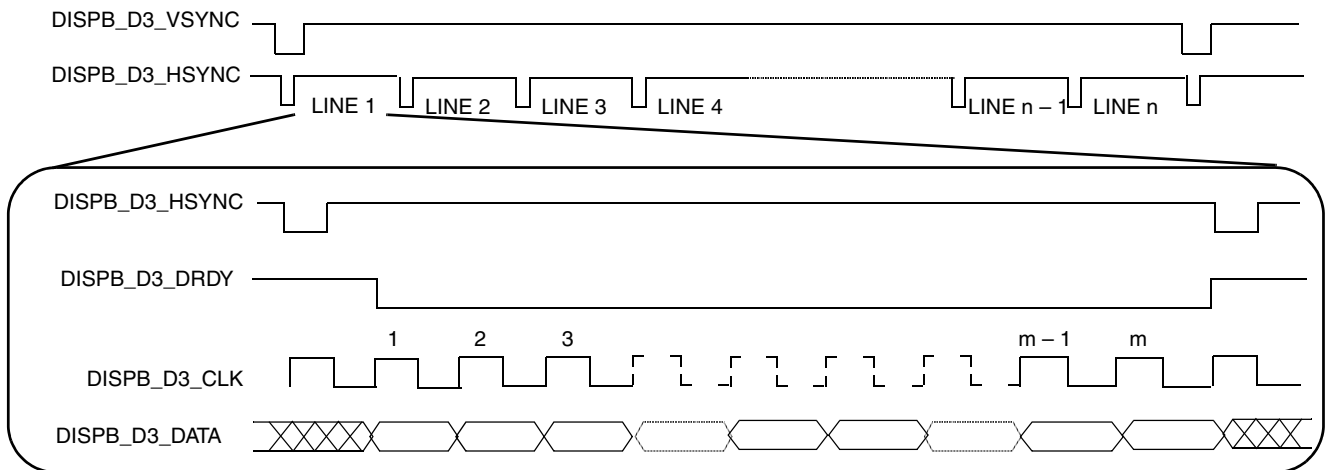 DISPB_D3_VSYNC
DISPB_D3_HSYNC
LINE 1 LINE 2 LINE 3 LINE 4 LINE n – 1 LINE n
DISPB_D3_HSYNC
DISPB_D3_DRDY
1 2 3 m – 1 m
DISPB_D3_CLK
DISPB_D3_DATA